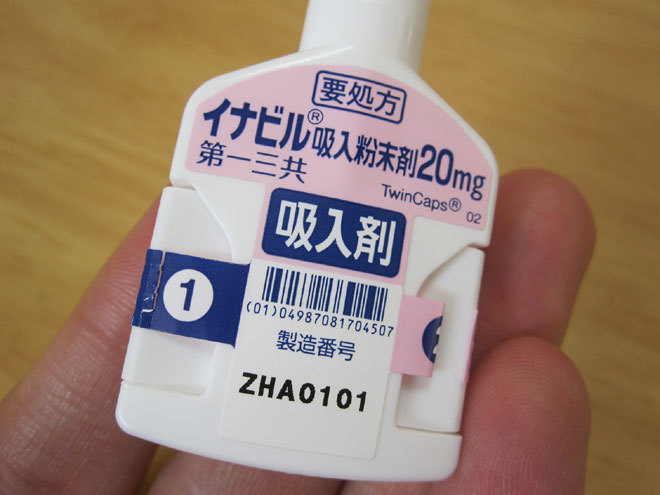 要処方
イナビル®吸入粉末剤20mg
第一三共
TwinCaps® 02
吸入剤
1
(01)04987081704507
製造番号
ZHA0101